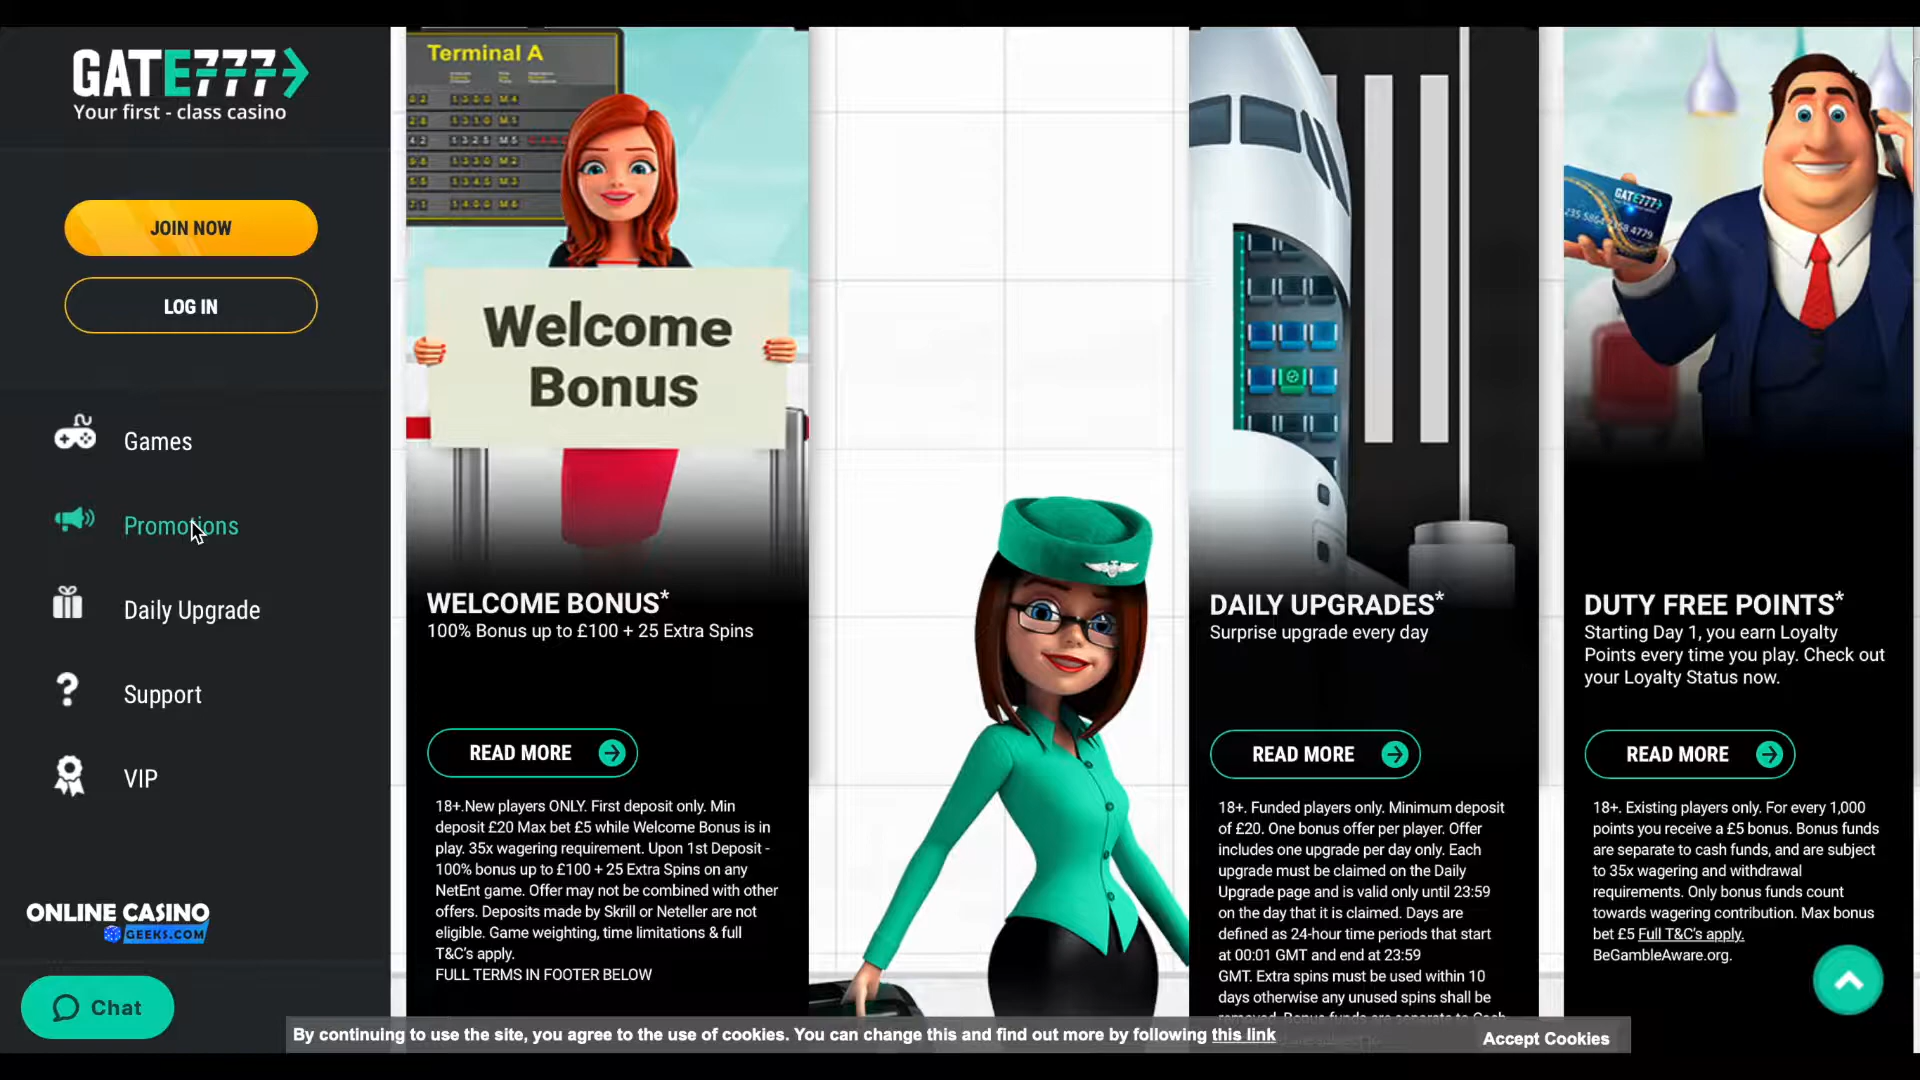 GATE777
Your first - class casino
JOIN NOW
LOG IN
Games
Promotions
Daily Upgrade
Support
VIP
ONLINE CASINO
GEEKS.COM
Chat
Terminal A
Welcome
Bonus
WELCOME BONUS*
100% Bonus up to £100 + 25 Extra Spins
READ MORE
18+.New players ONLY. First deposit only. Min
deposit £20 Max bet £5 while Welcome Bonus is in
play. 35x wagering requirement. Upon 1st Deposit -
100% bonus up to £100 + 25 Extra Spins on any
NetEnt game. Offer may not be combined with other
offers. Deposits made by Skrill or Neteller are not
eligible. Game weighting, time limitations & full
T&C's apply.
FULL TERMS IN FOOTER BELOW
DAILY UPGRADES*
Surprise upgrade every day
READ MORE
18+. Funded players only. Minimum deposit
of £20. One bonus offer per player. Offer
includes one upgrade per day only. Each
upgrade must be claimed on the Daily
Upgrade page and is valid only until 23:59
on the day that it is claimed. Days are
defined as 24-hour time periods that start
at 00:01 GMT and end at 23:59
GMT. Extra spins must be used within 10
days otherwise any unused spins shall be
GATE777
DUTY FREE POINTS*
Starting Day 1, you earn Loyalty
Points every time you play. Check out
your Loyalty Status now.
READ MORE
18+. Existing players only. For every 1,000
points you receive a £5 bonus. Bonus funds
are separate to cash funds, and are subject
to 35x wagering and withdrawal
requirements. Only bonus funds count
towards wagering contribution. Max bonus
bet £5 Full T&C's apply.
BeGambleAware.org.
By continuing to use the site, you agree to the use of cookies. You can change this and find out more by following this link
Accept Cookies